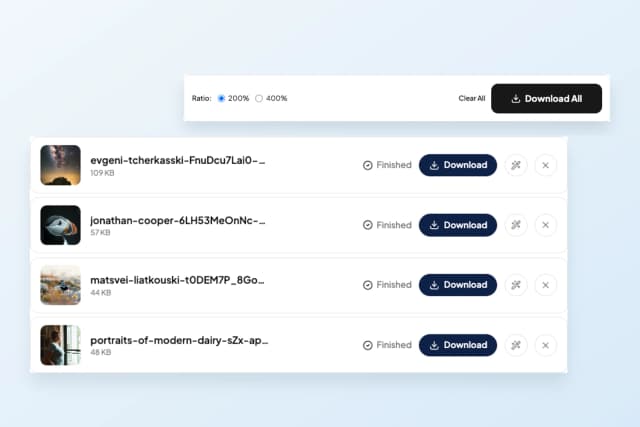 Ratio: 200% 400% Clear All Download All
evgeni-tcherkasski-FnuDcu7Lai0-... Finished Download
109 KB
jonathan-cooper-6LH53MeOnNc-... Finished Download
57 KB
matsvei-liatkouski-t0DEM7P_8Go... Finished Download
44 KB
portraits-of-modern-dairy-sZx-ap... Finished Download
48 KB